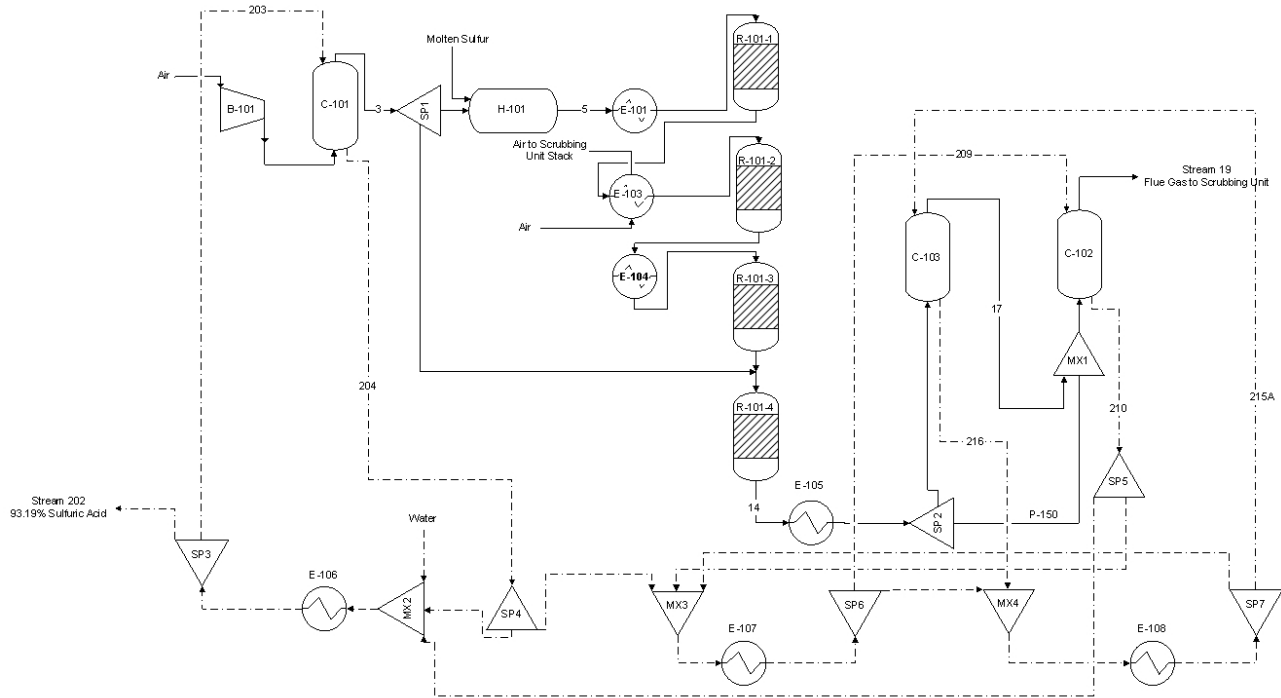 203
Molten Sulfur
R-101-1
Air
B-101
C-101
3
SP1
H-101
5
E-101
Air to Scrubbing
Unit Stack
R-101-2
209
Stream 19
Flue Gas to Scrubbing Unit
E-103
Air
C-103
C-102
E-104
R-101-3
17
MX1
204
R-101-4
216
210
215A
SP5
Stream 202
93.19% Sulfuric Acid
Water
14
E-105
SP2
P-150
SP3
E-106
MX2
SP4
MX3
SP6
MX4
SP7
E-107
E-108